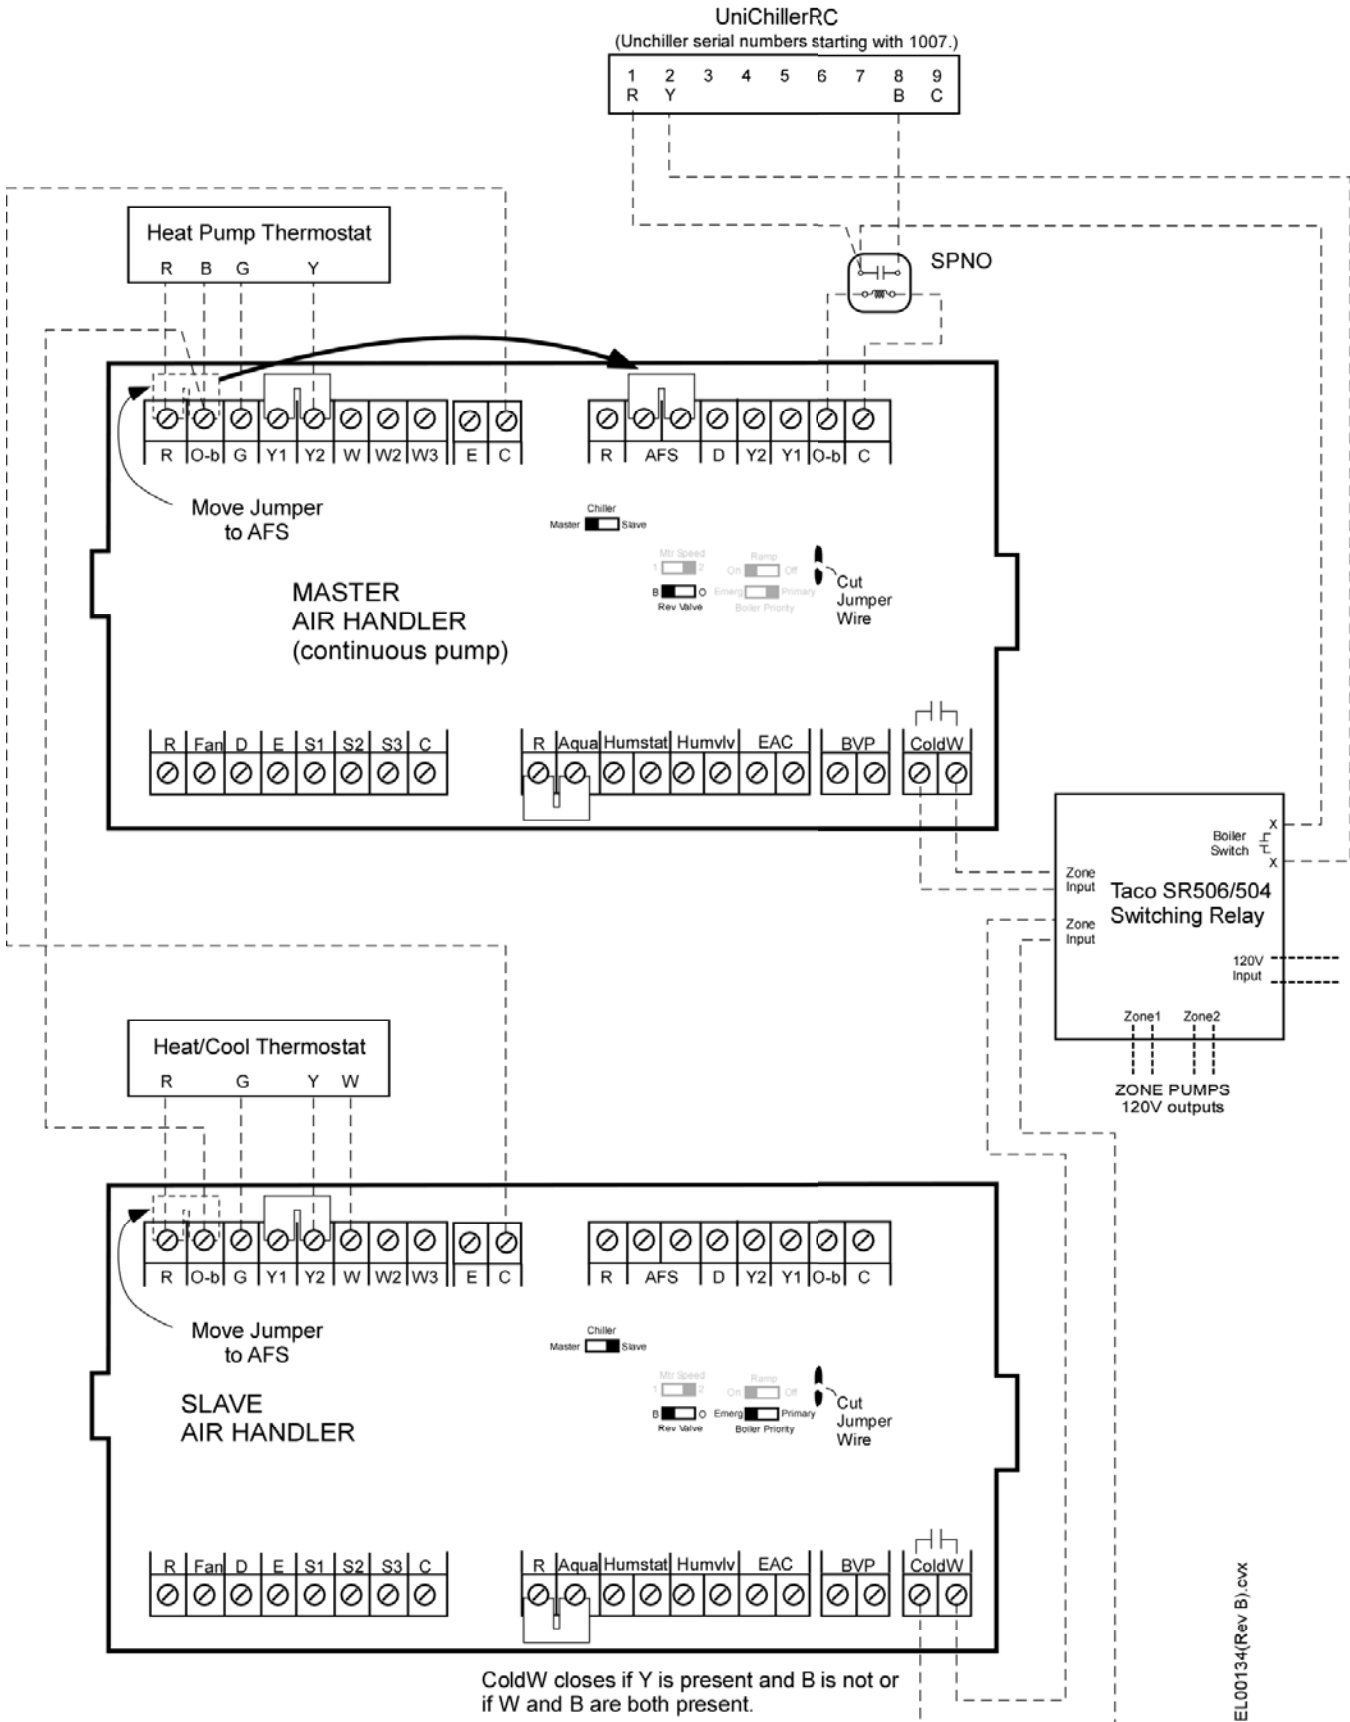 UniChillerRC
(Unchiller serial numbers starting with 1007.)
1 2 3 4 5 6 7 8 9
R Y B C
Heat Pump Thermostat
R B G Y
SPNO
R O-b G Y1 Y2 W W2 W3 E C
R AFS D Y2 Y1 O-b C
Move Jumper
to AFS
Chiller
Master Slave
Mtr Speed
1 2
Ramp
On Off
B O
Rev Valve
Emerg Primary
Boiler Priority
Cut
Jumper
Wire
MASTER
AIR HANDLER
(continuous pump)
R Fan D E S1 S2 S3 C
R Aqua Humstat Humvlv EAC BVP ColdW
Boiler
Switch
X
X
Zone
Input
Taco SR506/504
Switching Relay
Zone
Input
120V
Input
Zone1 Zone2
ZONE PUMPS
120V outputs
Heat/Cool Thermostat
R G Y W
R O-b G Y1 Y2 W W2 W3 E C
R AFS D Y2 Y1 O-b C
Move Jumper
to AFS
Chiller
Master Slave
Mtr Speed
1 2
Ramp
On Off
B O
Rev Valve
Emerg Primary
Boiler Priority
Cut
Jumper
Wire
SLAVE
AIR HANDLER
R Fan D E S1 S2 S3 C
R Aqua Humstat Humvlv EAC BVP ColdW
ColdW closes if Y is present and B is not or
if W and B are both present.
EL00134(Rev B).cvx